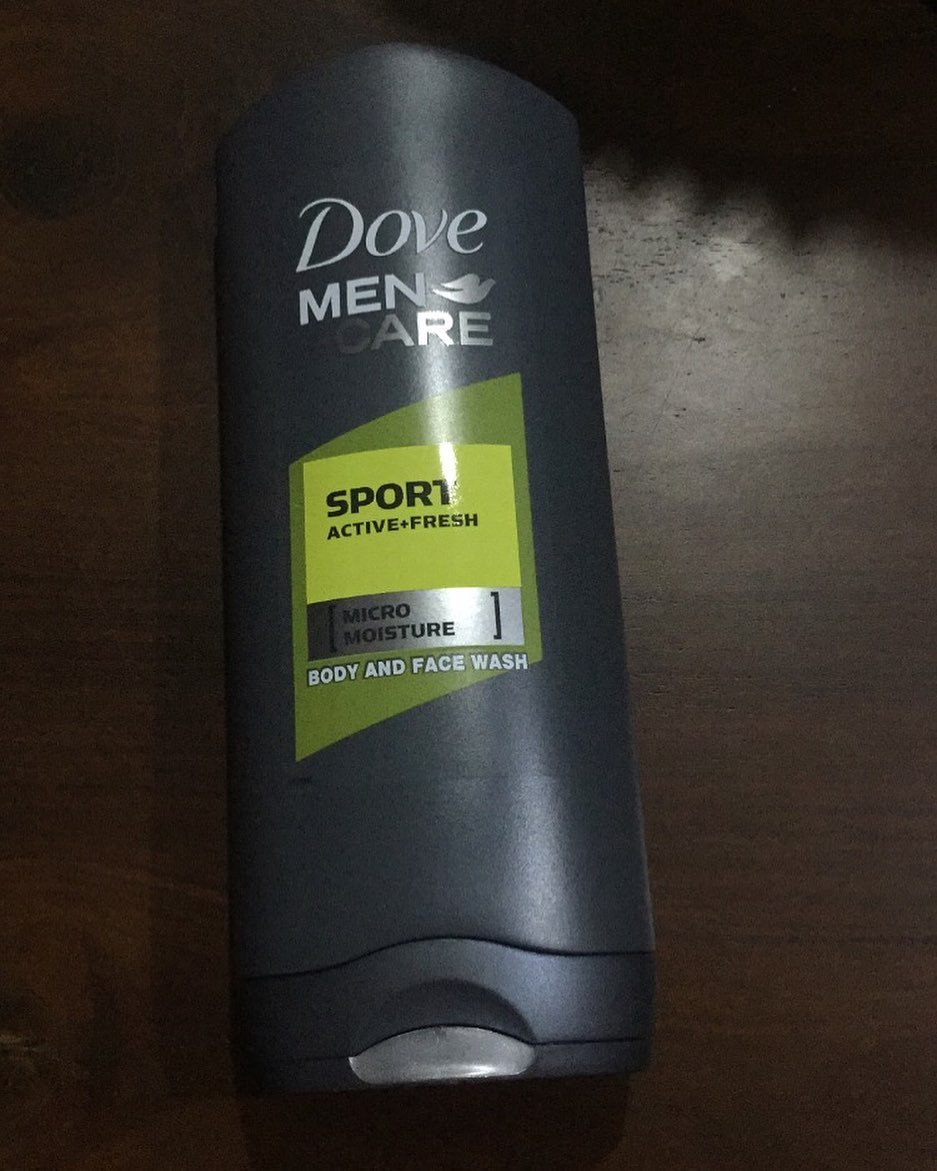 Dove
MEN
CARE
SPORT
ACTIVE+FRESH
[MICRO
MOISTURE]
BODY AND FACE WASH